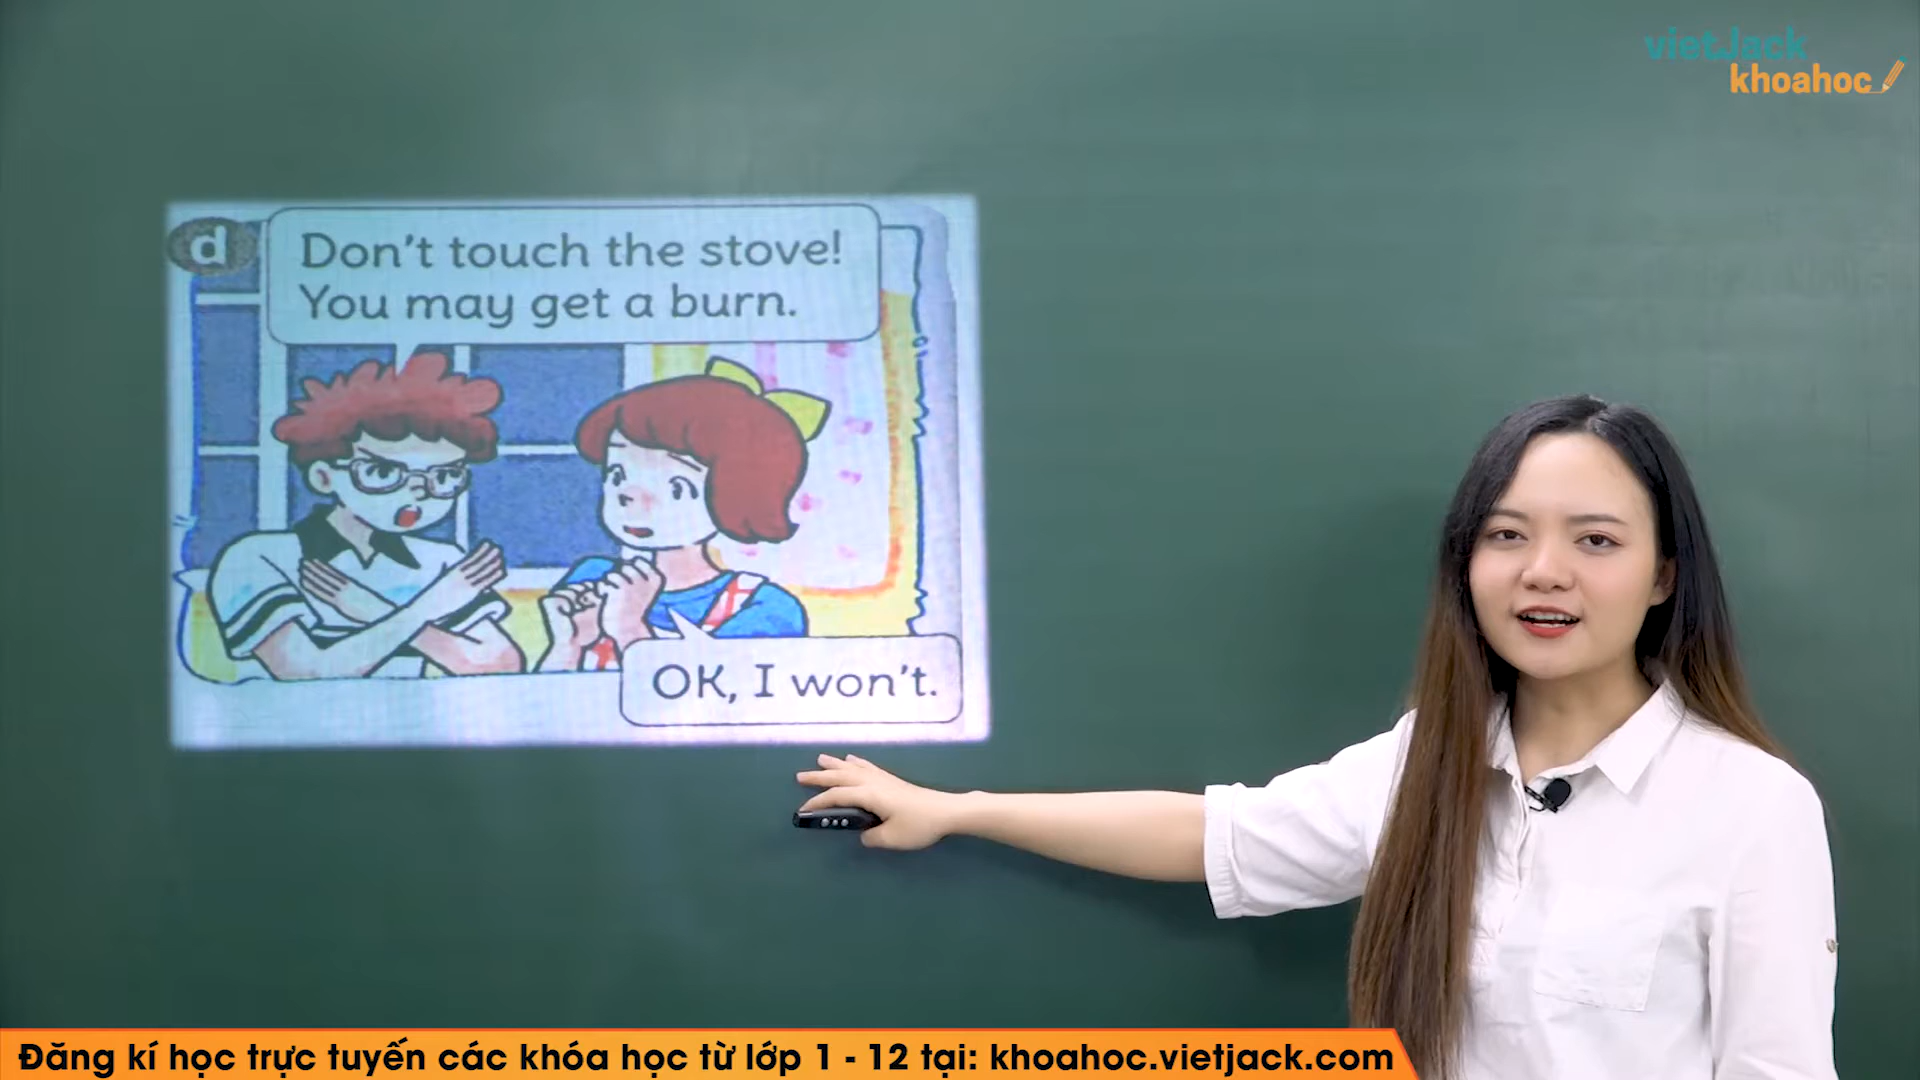 vietJack
khoahoc
d
Don't touch the stove!
You may get a burn.
OK, I won't.
Đăng kí học trực tuyến các khóa học từ lớp 1 - 12 tại: khoahoc.vietjack.com